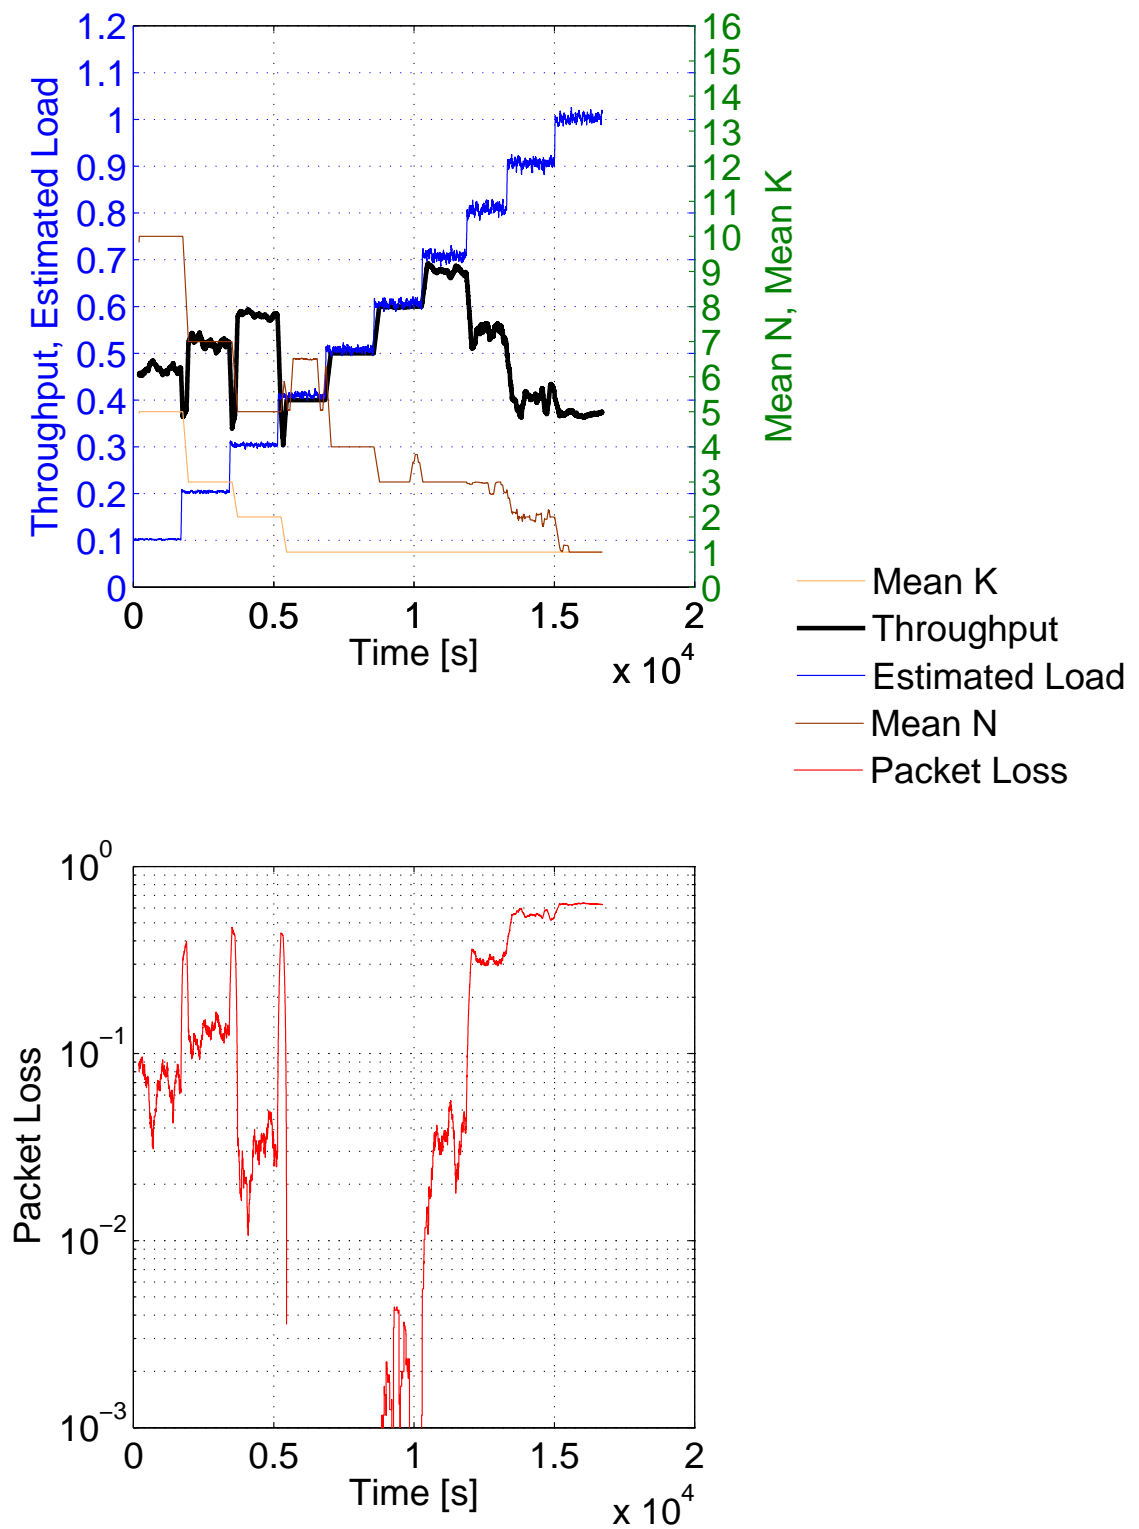 1.2
1.1
1
0.9
0.8
0.7
0.6
0.5
0.4
0.3
0.2
0.1
0
Throughput, Estimated Load
16
15
14
13
12
11
10
9
8
7
6
5
4
3
2
1
0
Mean N, Mean K
0 0.5 1 1.5 2
Time [s]
x 10^4
Mean K
Throughput
Estimated Load
Mean N
Packet Loss
10^0
10^−1
10^−2
10^−3
Packet Loss
0 0.5 1 1.5 2
Time [s]
x 10^4